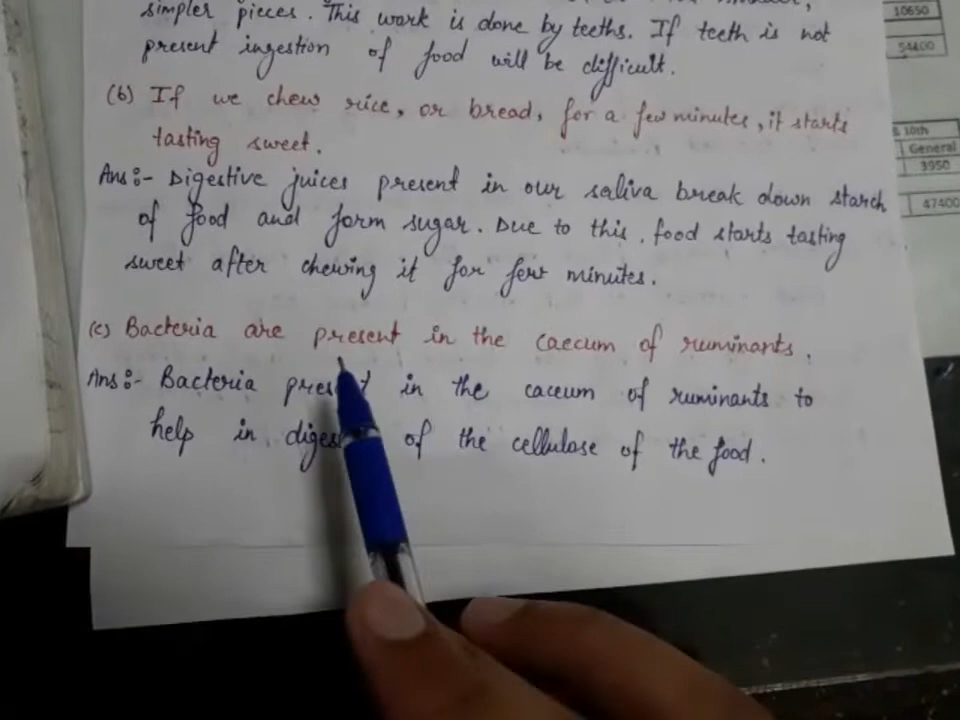 simpler pieces. This work is done by teeths. If teeth is not
present ingestion of food will be difficult.
(b) If we chew rice, or bread, for a few minutes, it starts
tasting sweet.
Ans:- Digestive juices present in our saliva break down starch
of food and form sugar. Due to this, food starts tasting
sweet after chewing it for few minutes.
(c) Bacteria are present in the caecum of ruminants.
Ans:- Bacteria present in the caceum of ruminants to
help in of the cellulase of the food.
10650
54400
10th
General
3950
47400